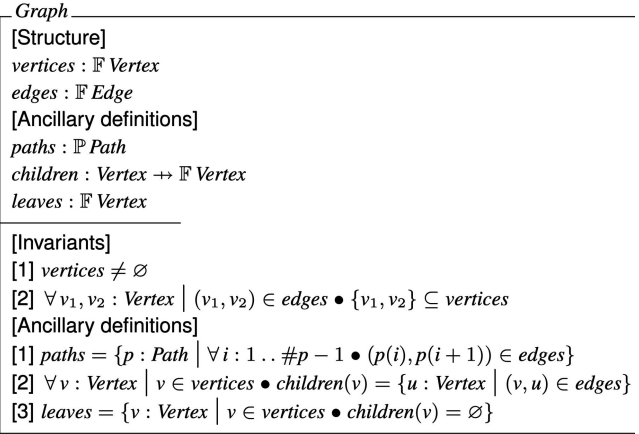 Graph
[Structure]
vertices : 𝔽 Vertex
edges : 𝔽 Edge
[Ancillary definitions]
paths : ℙ Path
children : Vertex ⇸ 𝔽 Vertex
leaves : 𝔽 Vertex
[Invariants]
[1] vertices ≠ ∅
[2] ∀ v₁, v₂ : Vertex | (v₁, v₂) ∈ edges • {v₁, v₂} ⊆ vertices
[Ancillary definitions]
[1] paths = {p : Path | ∀ i : 1 .. #p − 1 • (p(i), p(i + 1)) ∈ edges}
[2] ∀ v : Vertex | v ∈ vertices • children(v) = {u : Vertex | (v, u) ∈ edges}
[3] leaves = {v : Vertex | v ∈ vertices • children(v) = ∅}